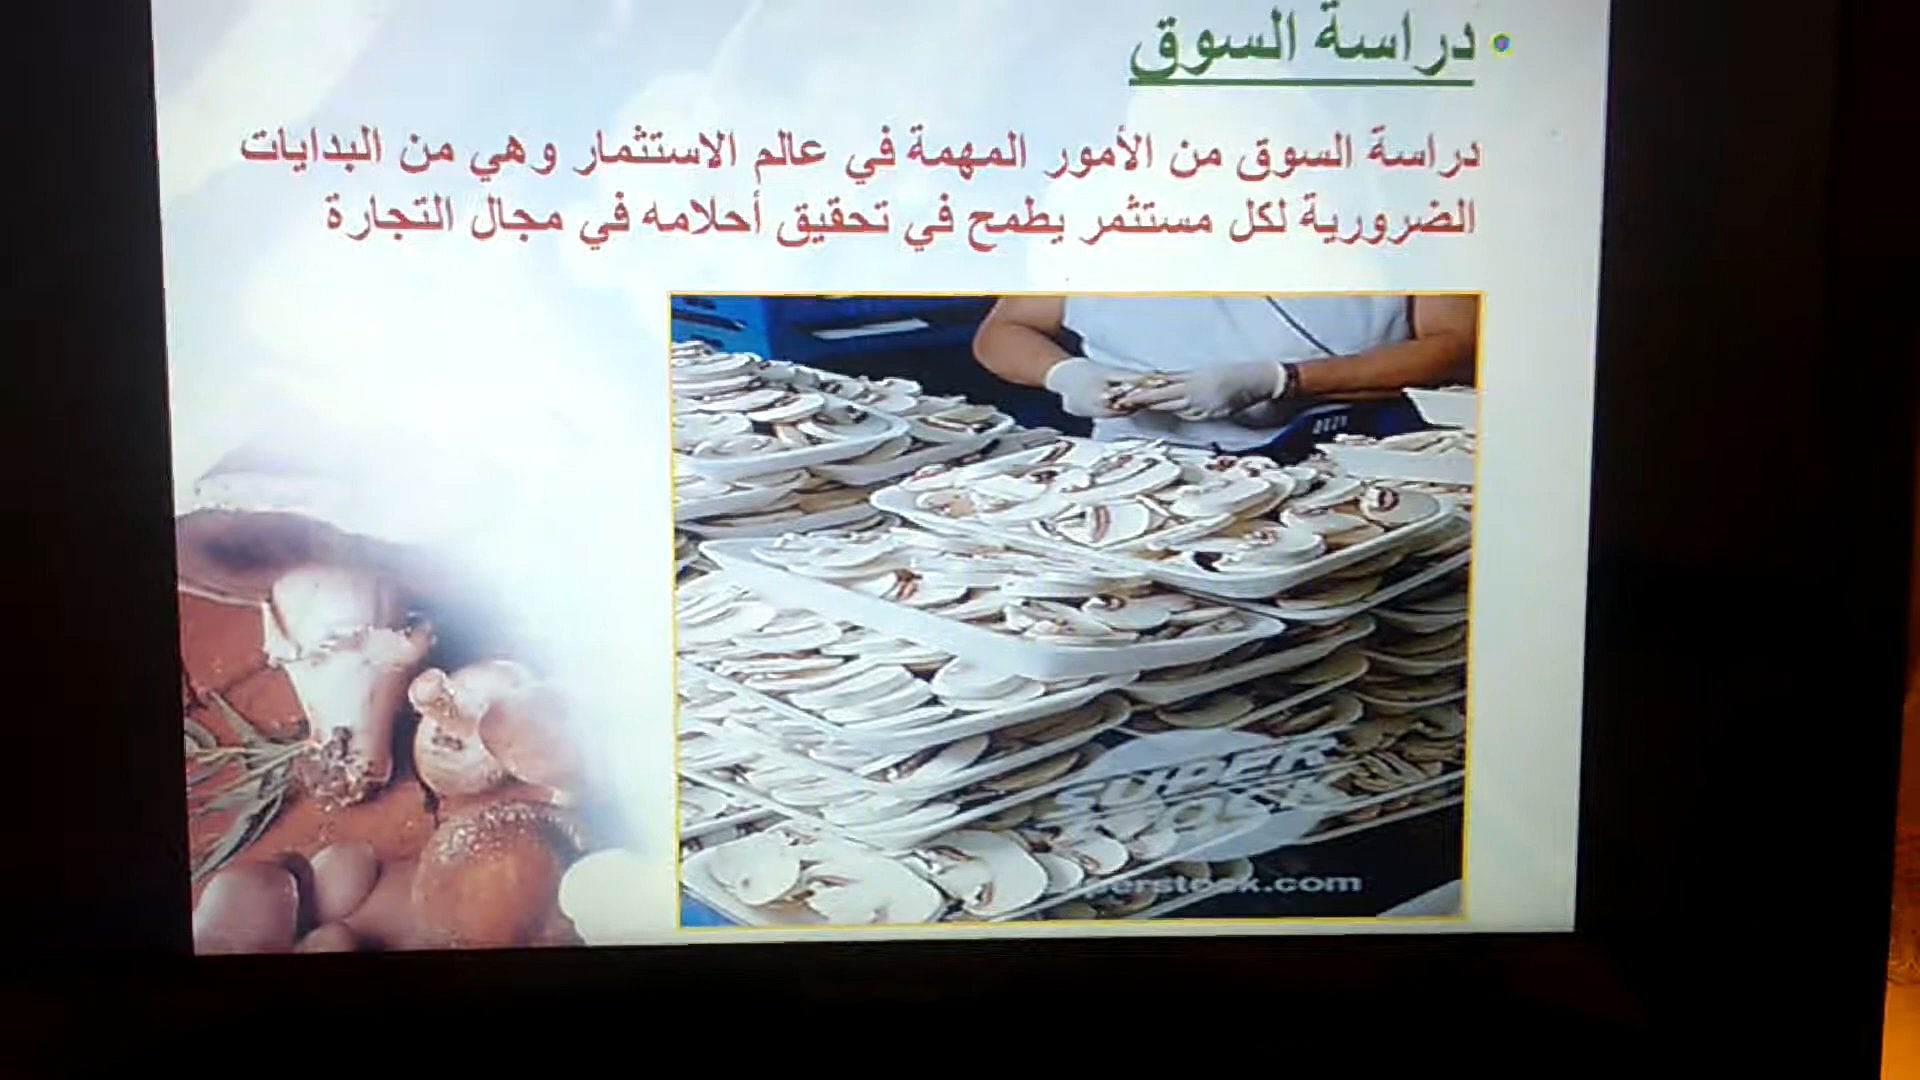 دراسة السوق
دراسة السوق من الأمور المهمة في عالم الاستثمار وهي من البدايات
الضرورية لكل مستثمر يطمح في تحقيق أحلامه في مجال التجارة
SUPER